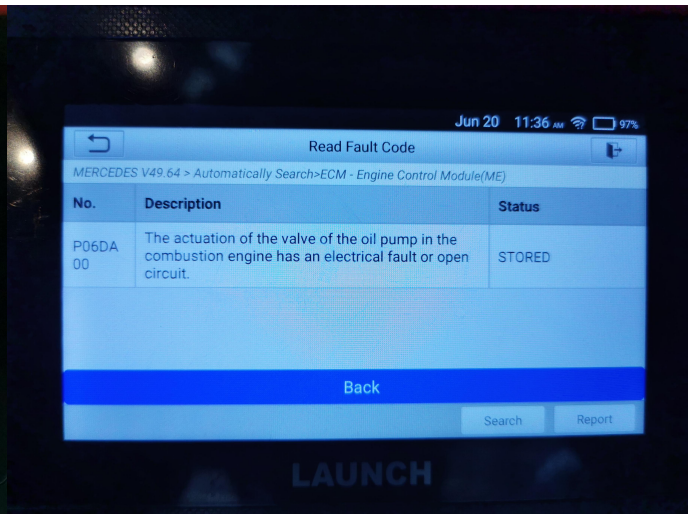 Jun 20 11:36 AM 97%
Read Fault Code
MERCEDES V49.64 > Automatically Search>ECM - Engine Control Module(ME)
No. Description Status
P06DA
00
The actuation of the valve of the oil pump in the
combustion engine has an electrical fault or open
circuit.
STORED
Back
Search Report
LAUNCH